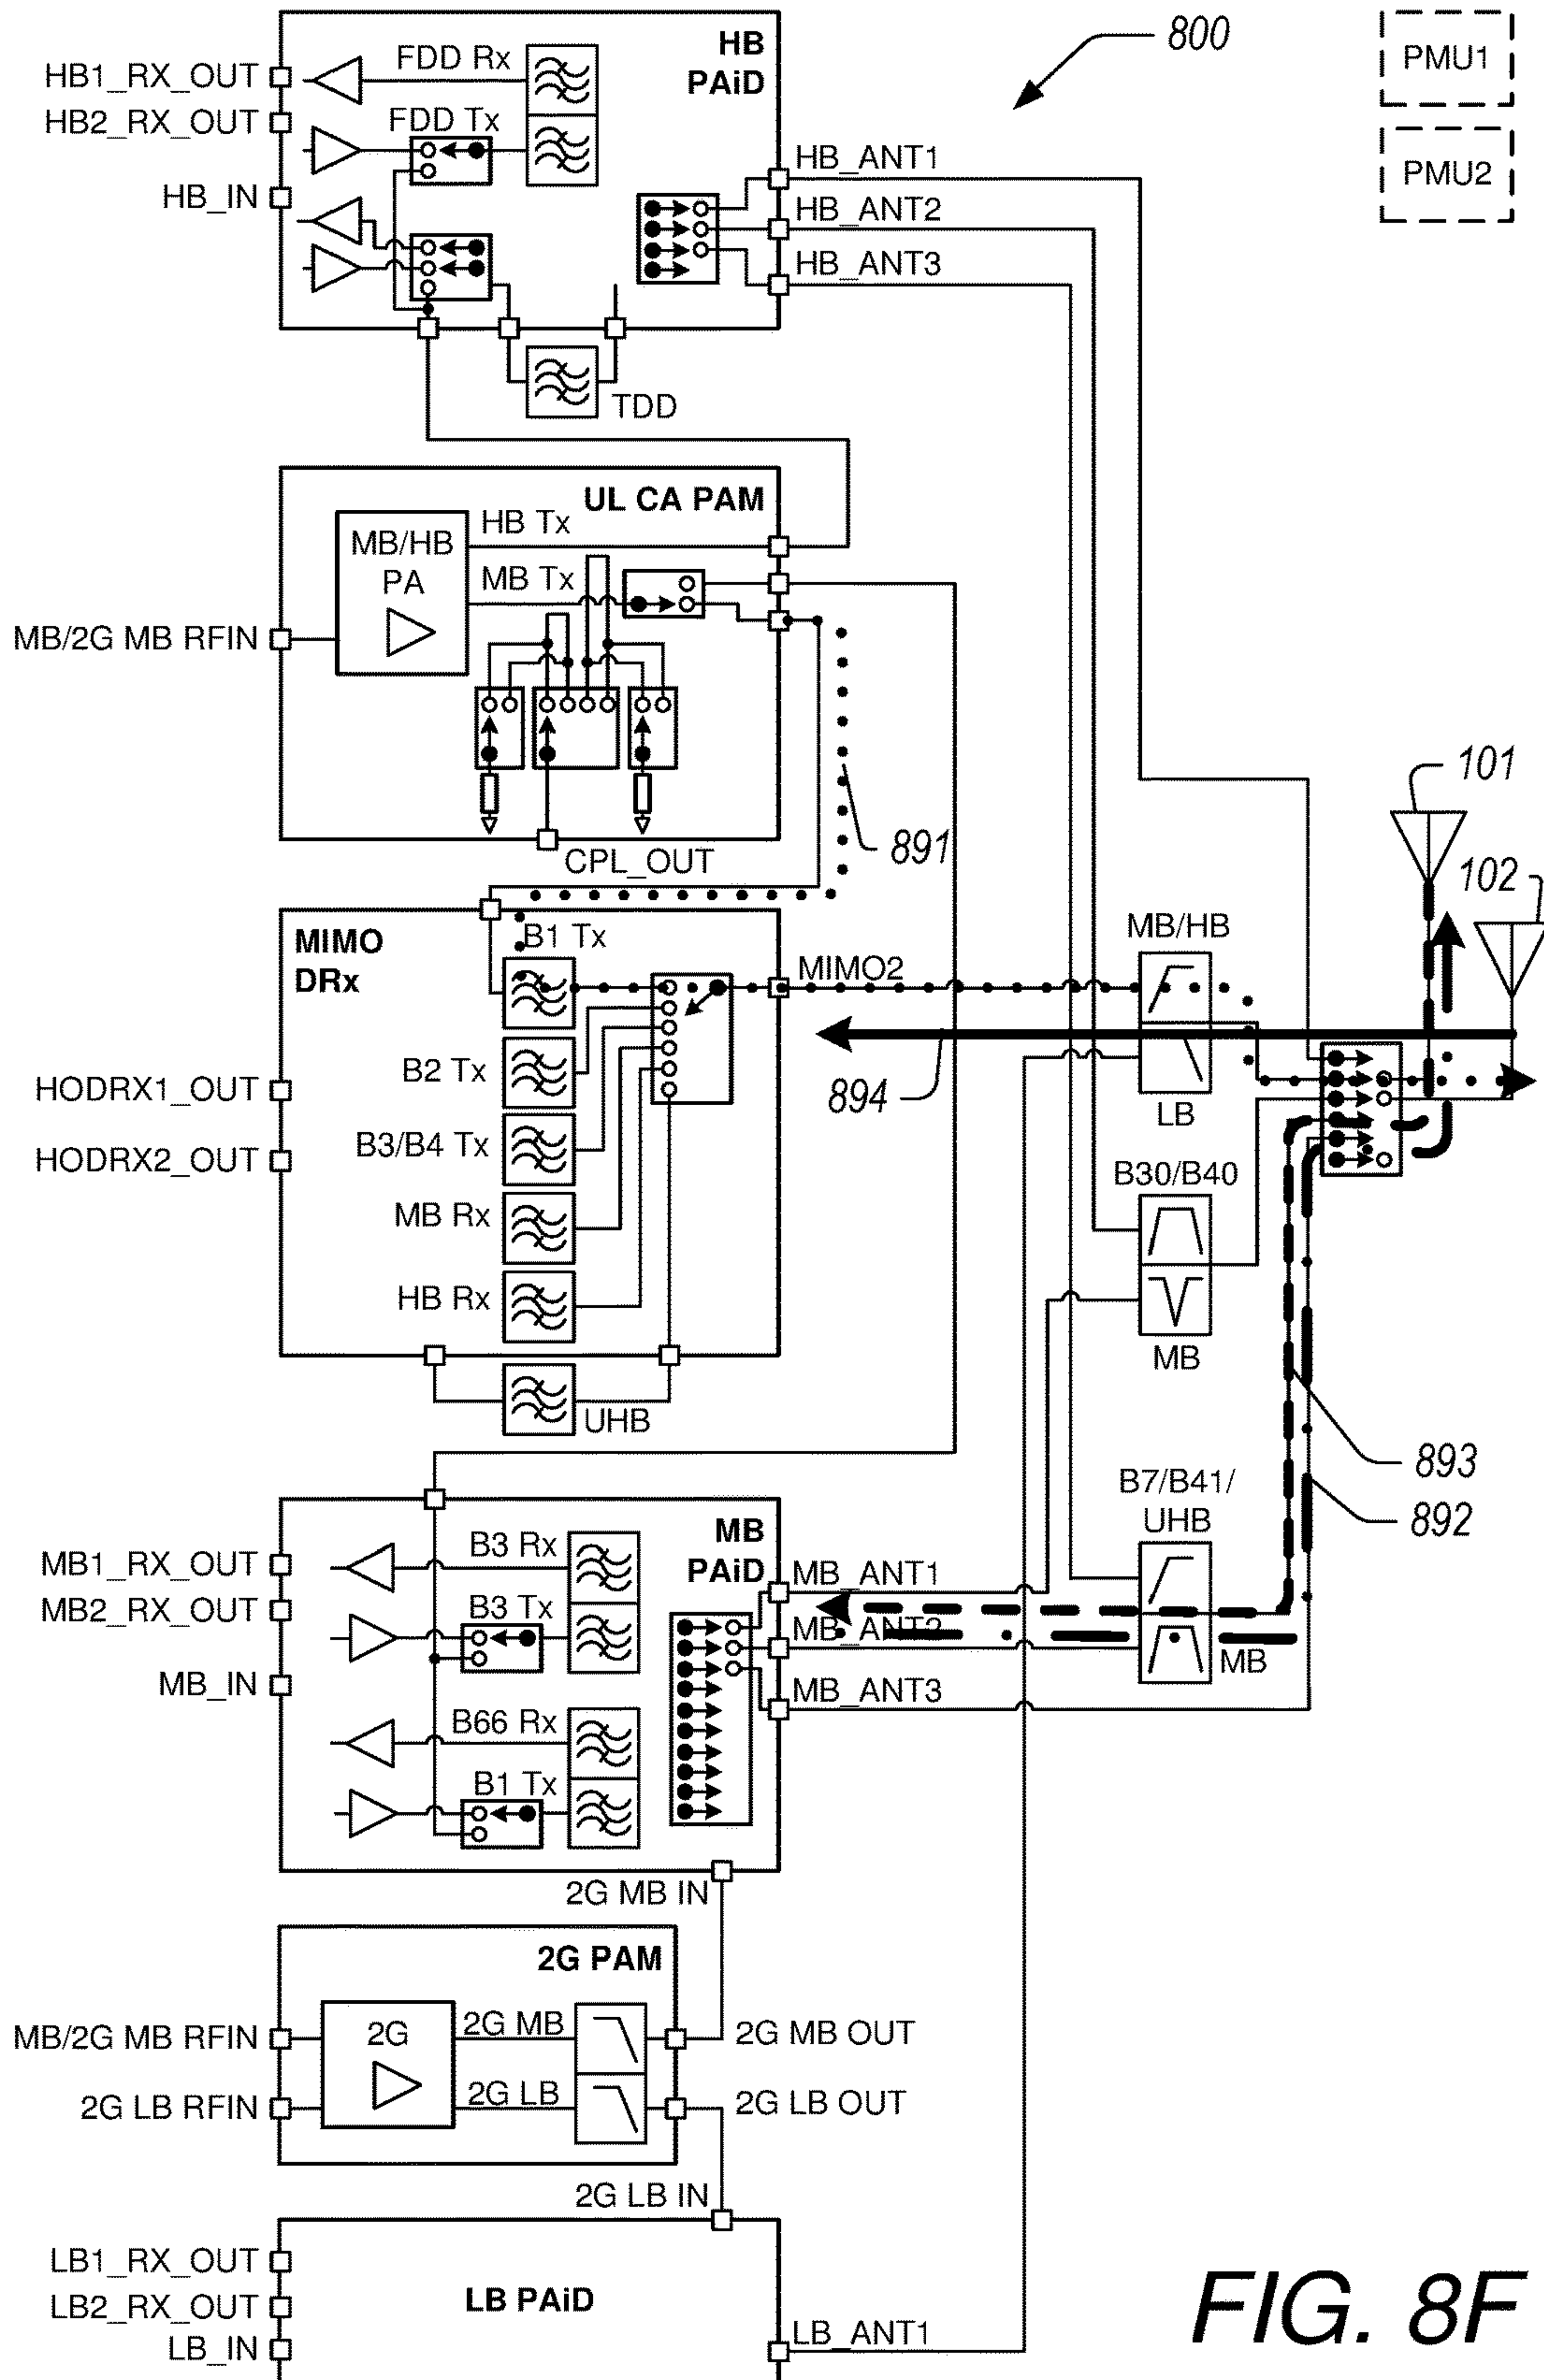 HB
PAiD
800
PMU1
PMU2
HB1_RX_OUT
HB2_RX_OUT
HB_IN
FDD Rx
FDD Tx
HB_ANT1
HB_ANT2
HB_ANT3
TDD
UL CA PAM
MB/HB
PA
HB Tx
MB Tx
MB/2G MB RFIN
CPL_OUT
891
101
102
MIMO
DRx
B1 Tx
B2 Tx
B3/B4 Tx
MB Rx
HB Rx
UHB
HODRX1_OUT
HODRX2_OUT
MIMO2
MB/HB
LB
894
B30/B40
MB
B7/B41/
UHB
MB
893
892
MB
PAiD
MB1_RX_OUT
MB2_RX_OUT
MB_IN
B3 Rx
B3 Tx
B66 Rx
B1 Tx
MB_ANT1
MB_ANT2
MB_ANT3
2G MB IN
2G PAM
2G
2G MB
2G LB
MB/2G MB RFIN
2G LB RFIN
2G MB OUT
2G LB OUT
2G LB IN
LB PAiD
LB1_RX_OUT
LB2_RX_OUT
LB_IN
LB_ANT1
FIG. 8F